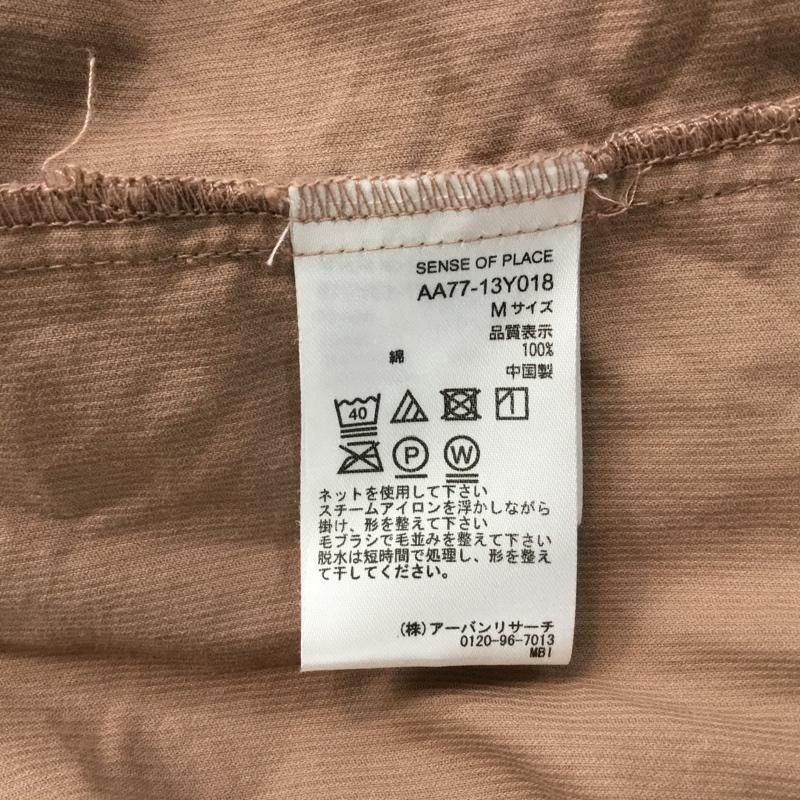 SENSE OF PLACE
AA77-13Y018
Mサイズ
品質表示
綿 100%
中国製
40
P W
ネットを使用して下さい
スチームアイロンを浮かしながら
掛け、形を整えて下さい
毛ブラシで毛並みを整えて下さい
脱水は短時間で処理し、形を整え
て干してください。
(株)アーバンリサーチ
0120-96-7013
MBI